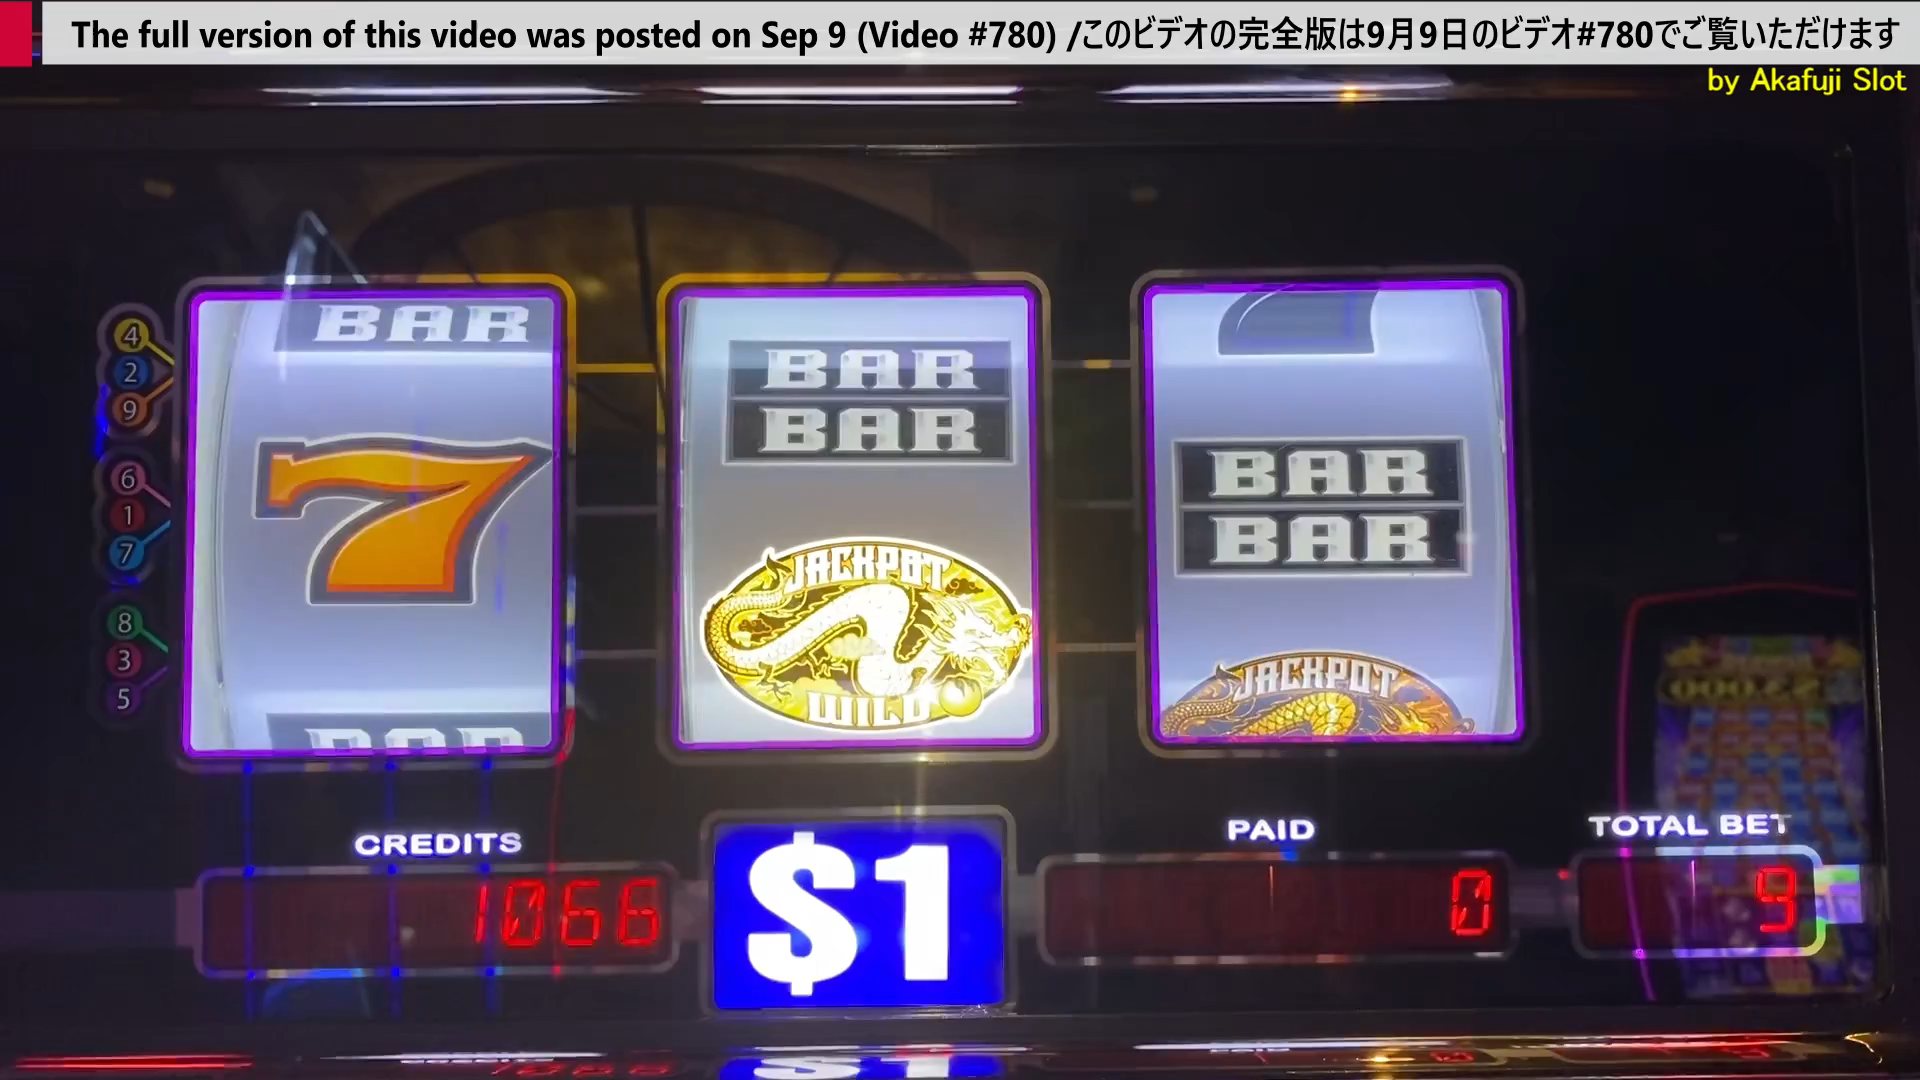 The full version of this video was posted on Sep 9 (Video #780) /このビデオの完全版は9月9日のビデオ#780でご覧いただけます
by Akafuji Slot
BAR
BAR
BAR
BAR
BAR
JACKPOT
WILD
JACKPOT
BAR
4
2
9
6
1
7
8
3
5
CREDITS
1066
$1
PAID
0
TOTAL BET
9